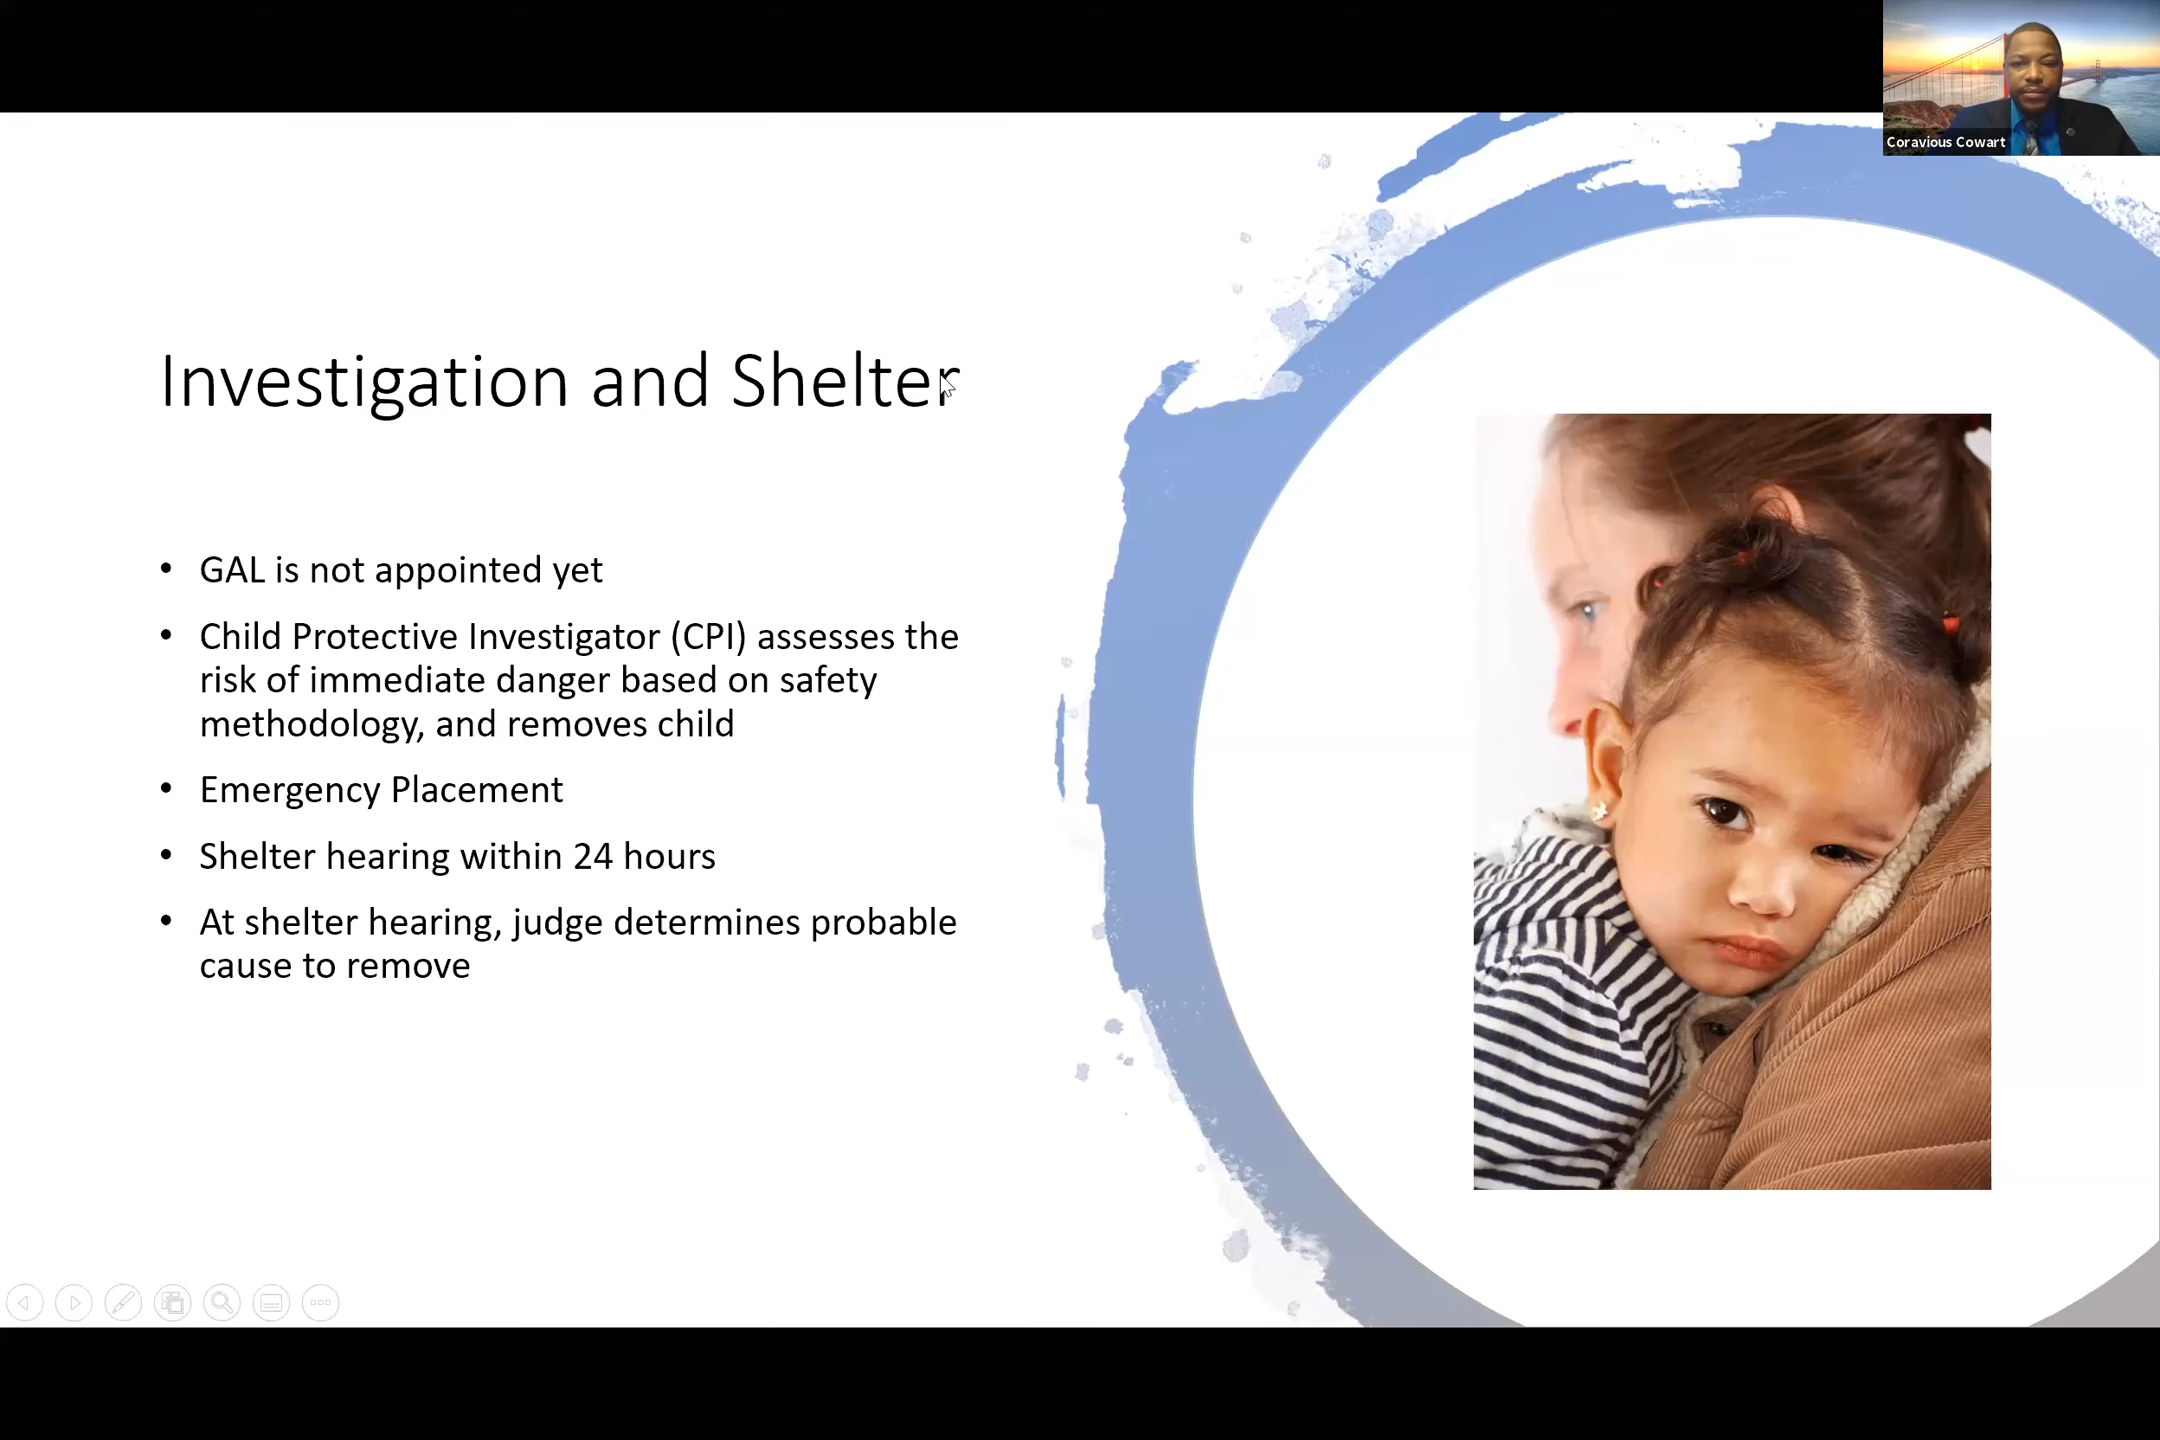 Coravious Cowart
Investigation and Shelter
• GAL is not appointed yet
• Child Protective Investigator (CPI) assesses the
risk of immediate danger based on safety
methodology, and removes child
• Emergency Placement
• Shelter hearing within 24 hours
• At shelter hearing, judge determines probable
cause to remove